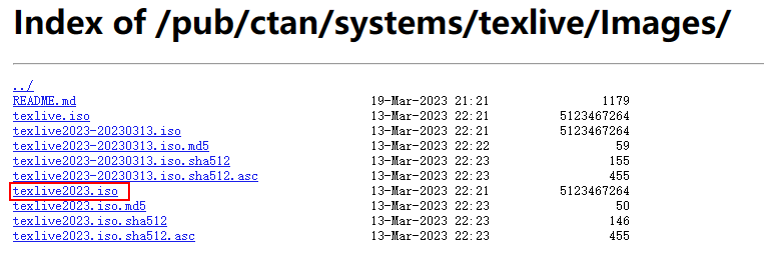 Index of /pub/ctan/systems/texlive/Images/
../
README.md 19-Mar-2023 21:21 1179
texlive.iso 13-Mar-2023 22:21 5123467264
texlive2023-20230313.iso 13-Mar-2023 22:21 5123467264
texlive2023-20230313.iso.md5 13-Mar-2023 22:22 59
texlive2023-20230313.iso.sha512 13-Mar-2023 22:23 155
texlive2023-20230313.iso.sha512.asc 13-Mar-2023 22:23 455
texlive2023.iso 13-Mar-2023 22:21 5123467264
texlive2023.iso.md5 13-Mar-2023 22:23 50
texlive2023.iso.sha512 13-Mar-2023 22:23 146
texlive2023.iso.sha512.asc 13-Mar-2023 22:23 455